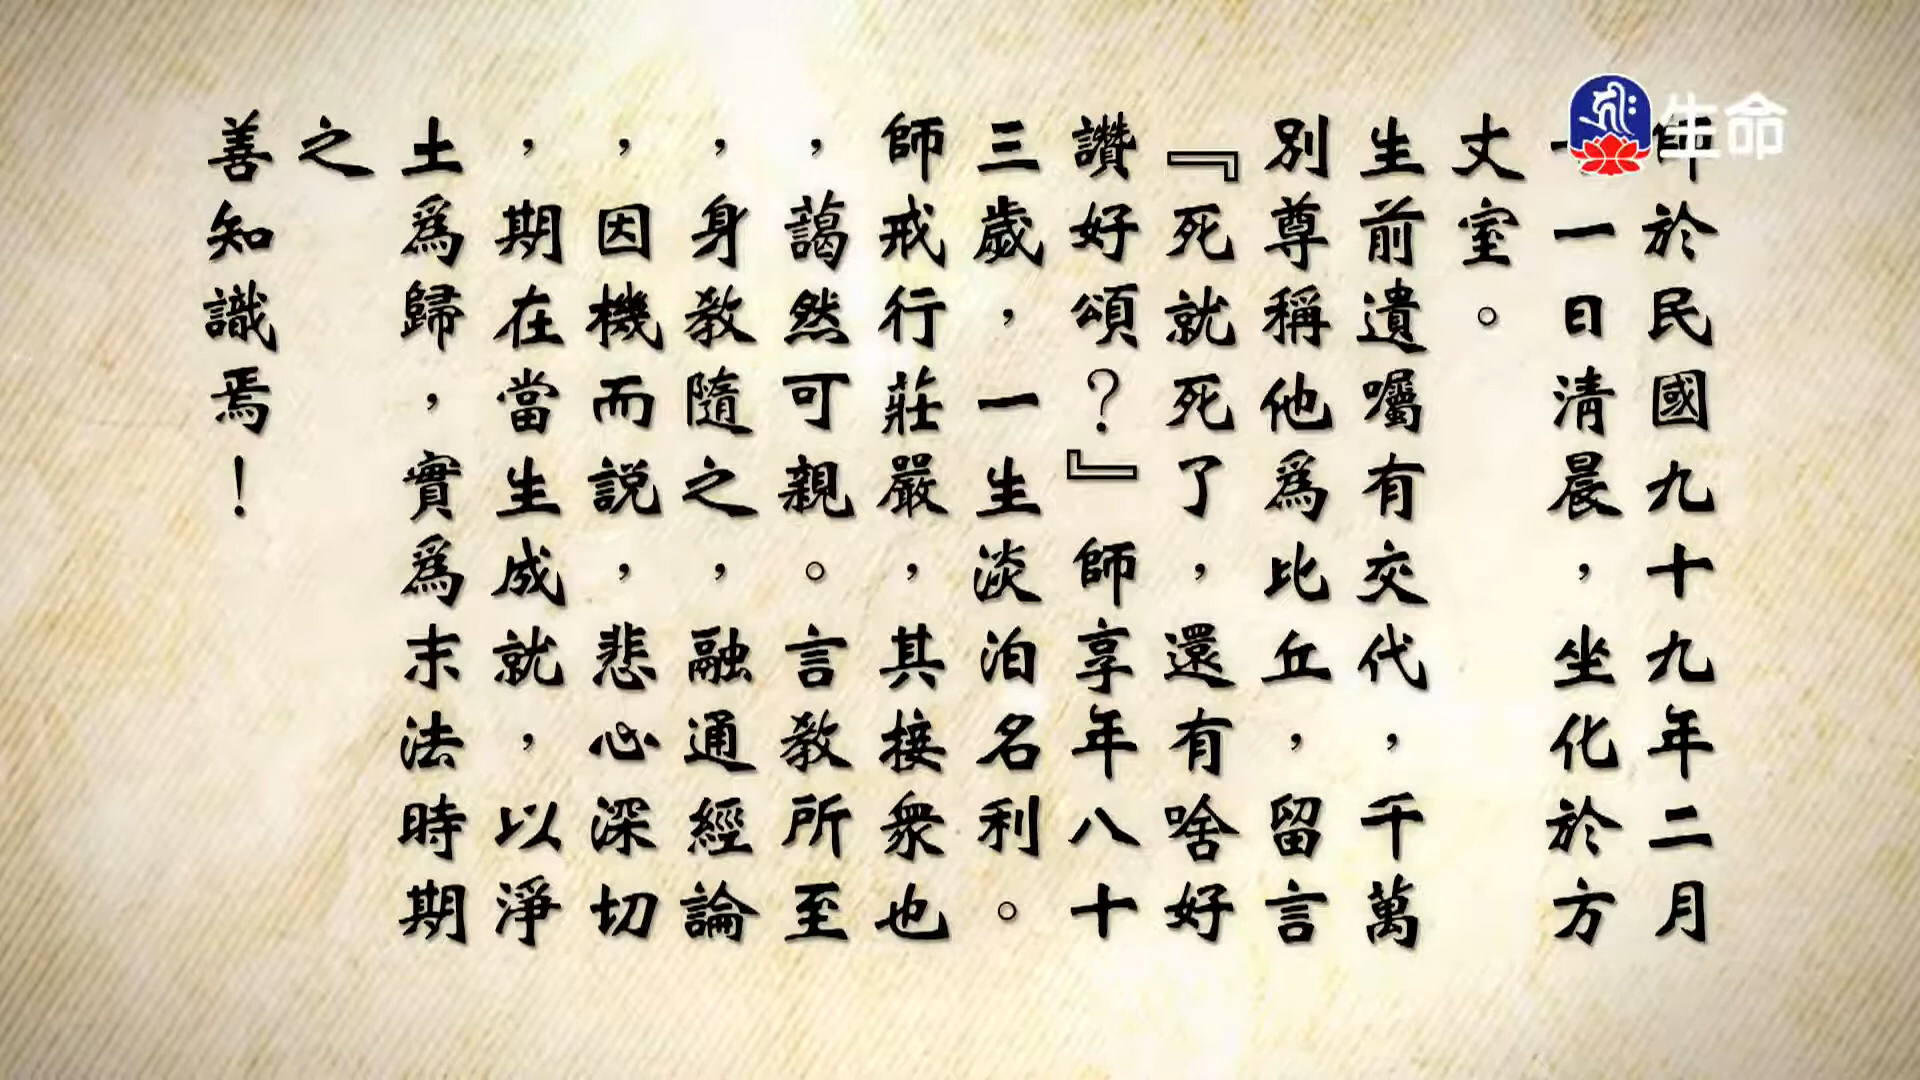 生命
師於民國九十九年二月
一日清晨，坐化於方
丈室。
生前遺囑有交代，千萬
別尊稱他為比丘，留言
『死就死了，還有啥好
讚好頌？』師享年八十
三歲，一生淡泊名利。
師戒行莊嚴，其接眾也
，藹然可親。言教所至
，身教隨之，融通經論
，因機而說，悲心深切
，期在當生成就，以淨
土為歸，實為末法時期
之
善知識焉！